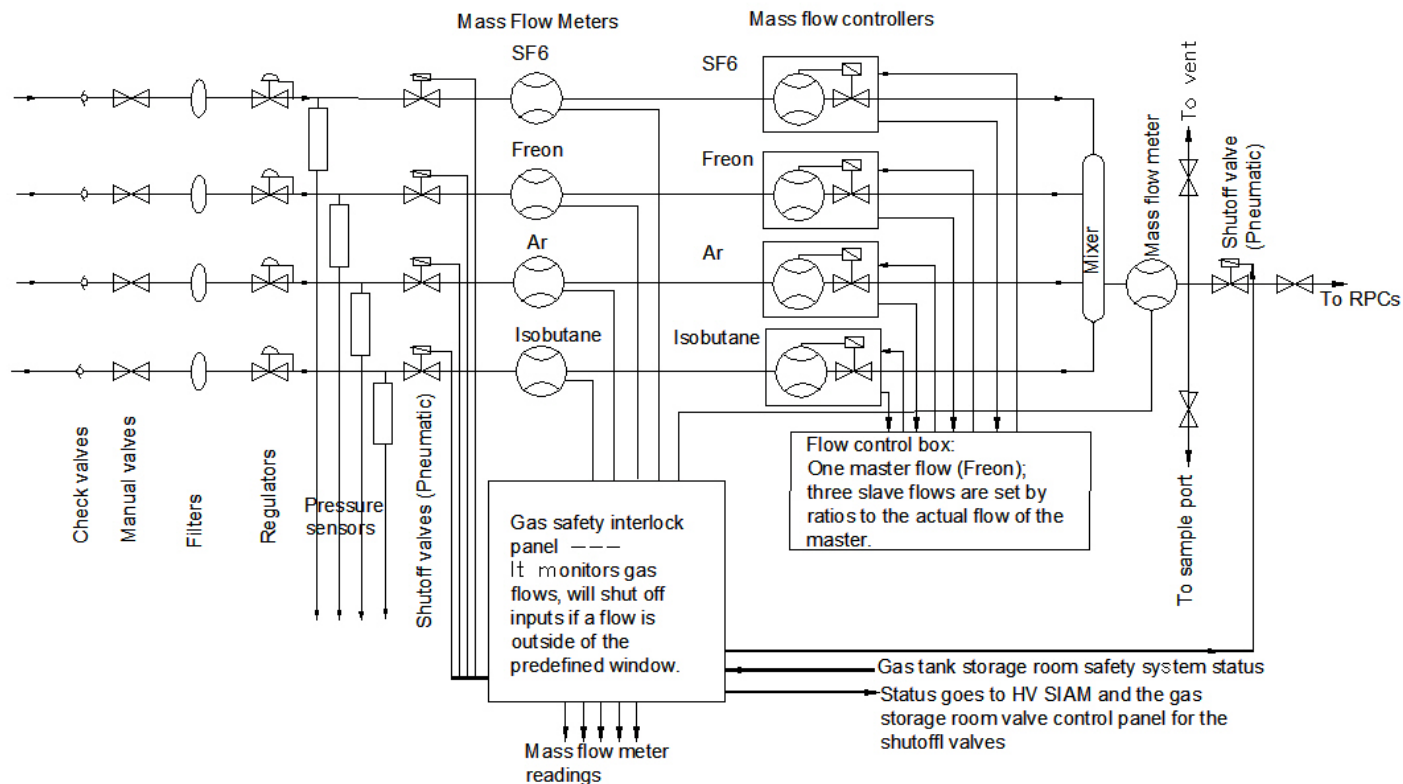 Mass Flow Meters
Mass flow controllers
SF6
SF6
Freon
Freon
Ar
Ar
Isobutane
Isobutane
Mixer
Mass flow meter
To vent
Shutoff valve
(Pneumatic)
To RPCs
To sample port
Check valves
Manual valves
Filters
Regulators
Pressure
sensors
Shutoff valves (Pneumatic)
Flow control box:
One master flow (Freon);
three slave flows are set by
ratios to the actual flow of the
master.
Gas safety interlock
panel ---
It monitors gas
flows, will shut off
inputs if a flow is
outside of the
predefined window.
Gas tank storage room safety system status
Status goes to HV SIAM and the gas
storage room valve control panel for the
shutoffl valves
Mass flow meter
readings